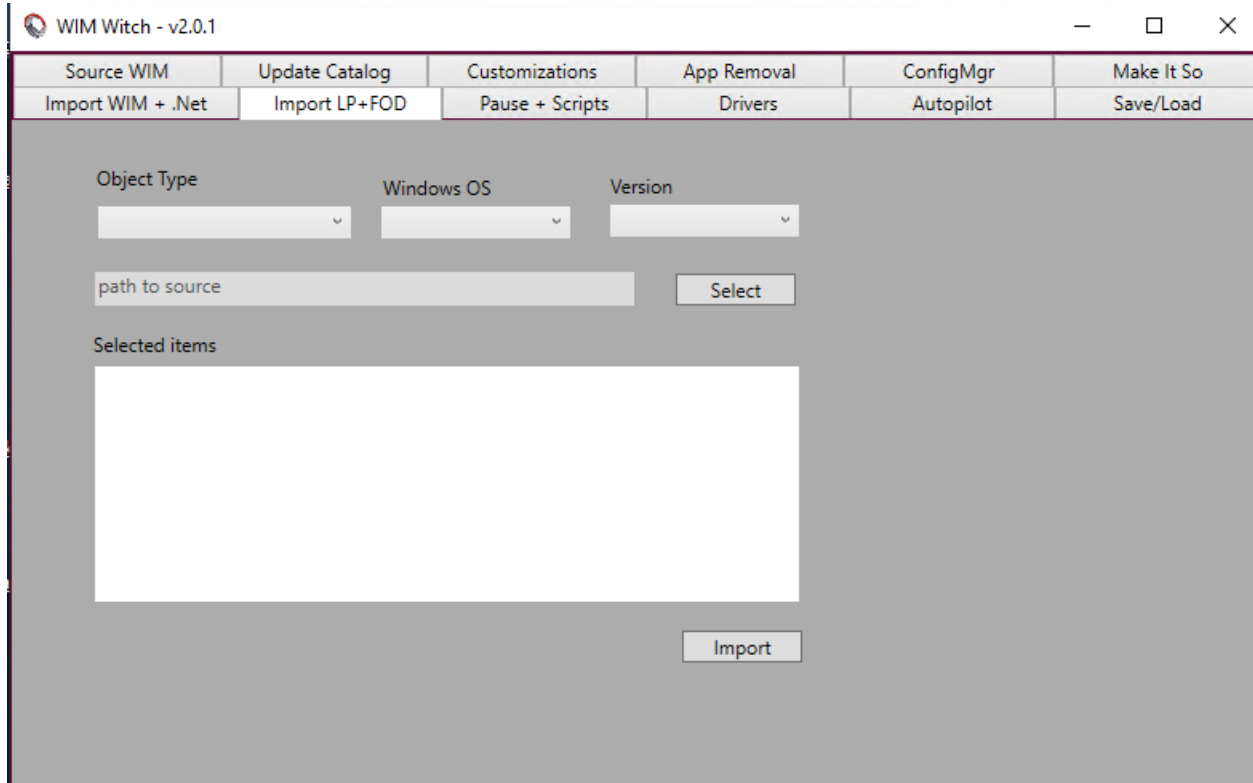 WIM Witch - v2.0.1
Source WIM Update Catalog Customizations App Removal ConfigMgr Make It So
Import WIM + .Net Import LP+FOD Pause + Scripts Drivers Autopilot Save/Load
Object Type Windows OS Version
path to source Select
Selected items
Import